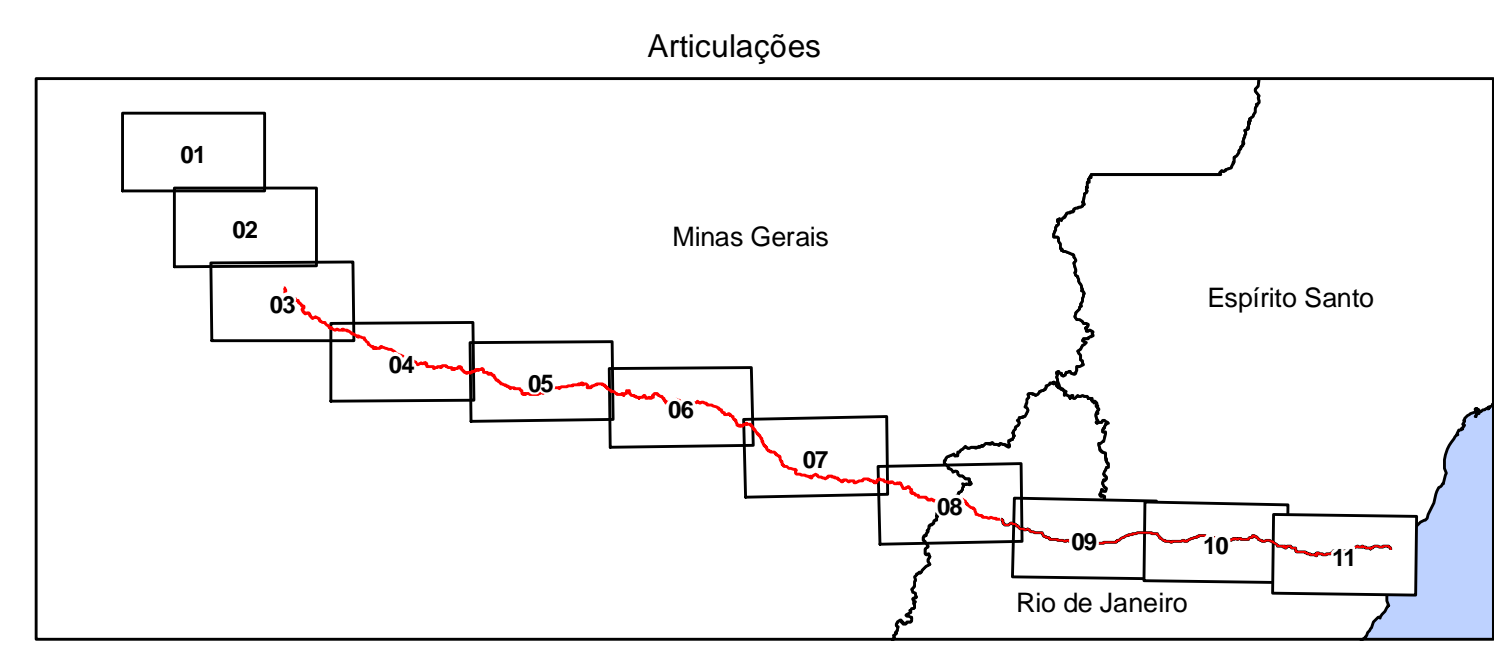 Articulações
01
02
Minas Gerais
Espírito Santo
03
04
05
06
07
08
09
10
11
Rio de Janeiro